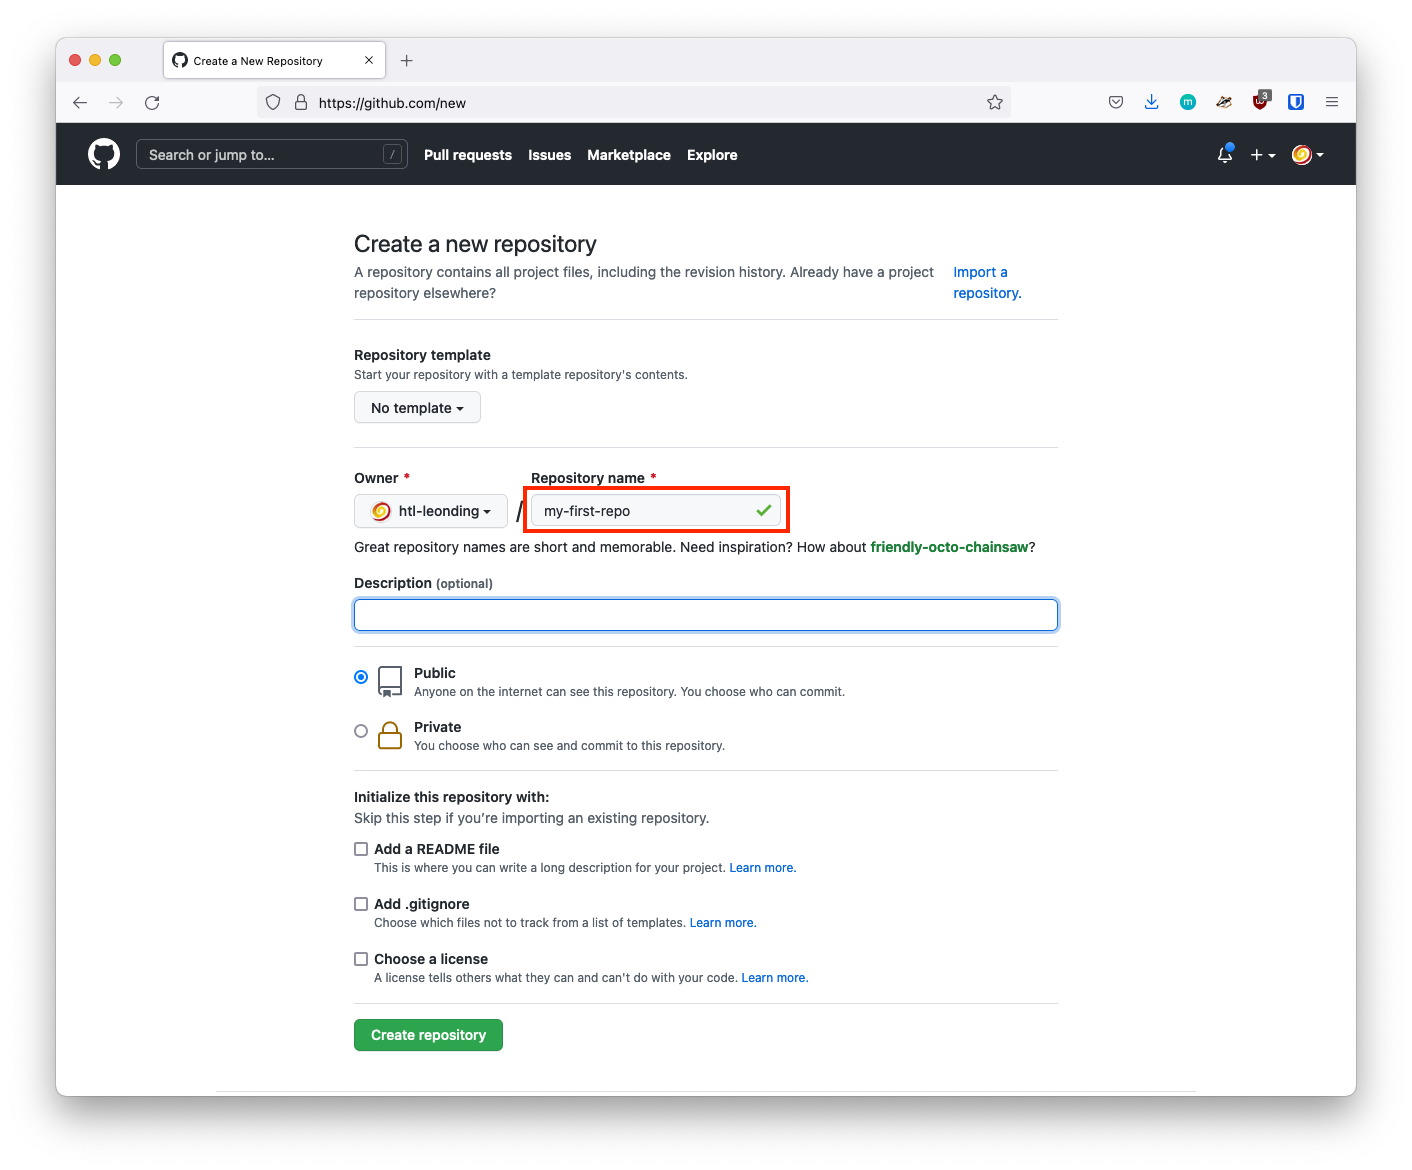 Create a New Repository
https://github.com/new
3
m
Search or jump to... /
Pull requests Issues Marketplace Explore
Create a new repository
A repository contains all project files, including the revision history. Already have a project repository elsewhere?
Import a repository.
Repository template
Start your repository with a template repository's contents.
No template
Owner * Repository name *
htl-leonding / my-first-repo
Great repository names are short and memorable. Need inspiration? How about friendly-octo-chainsaw?
Description (optional)
Public
Anyone on the internet can see this repository. You choose who can commit.
Private
You choose who can see and commit to this repository.
Initialize this repository with:
Skip this step if you’re importing an existing repository.
Add a README file
This is where you can write a long description for your project. Learn more.
Add .gitignore
Choose which files not to track from a list of templates. Learn more.
Choose a license
A license tells others what they can and can't do with your code. Learn more.
Create repository